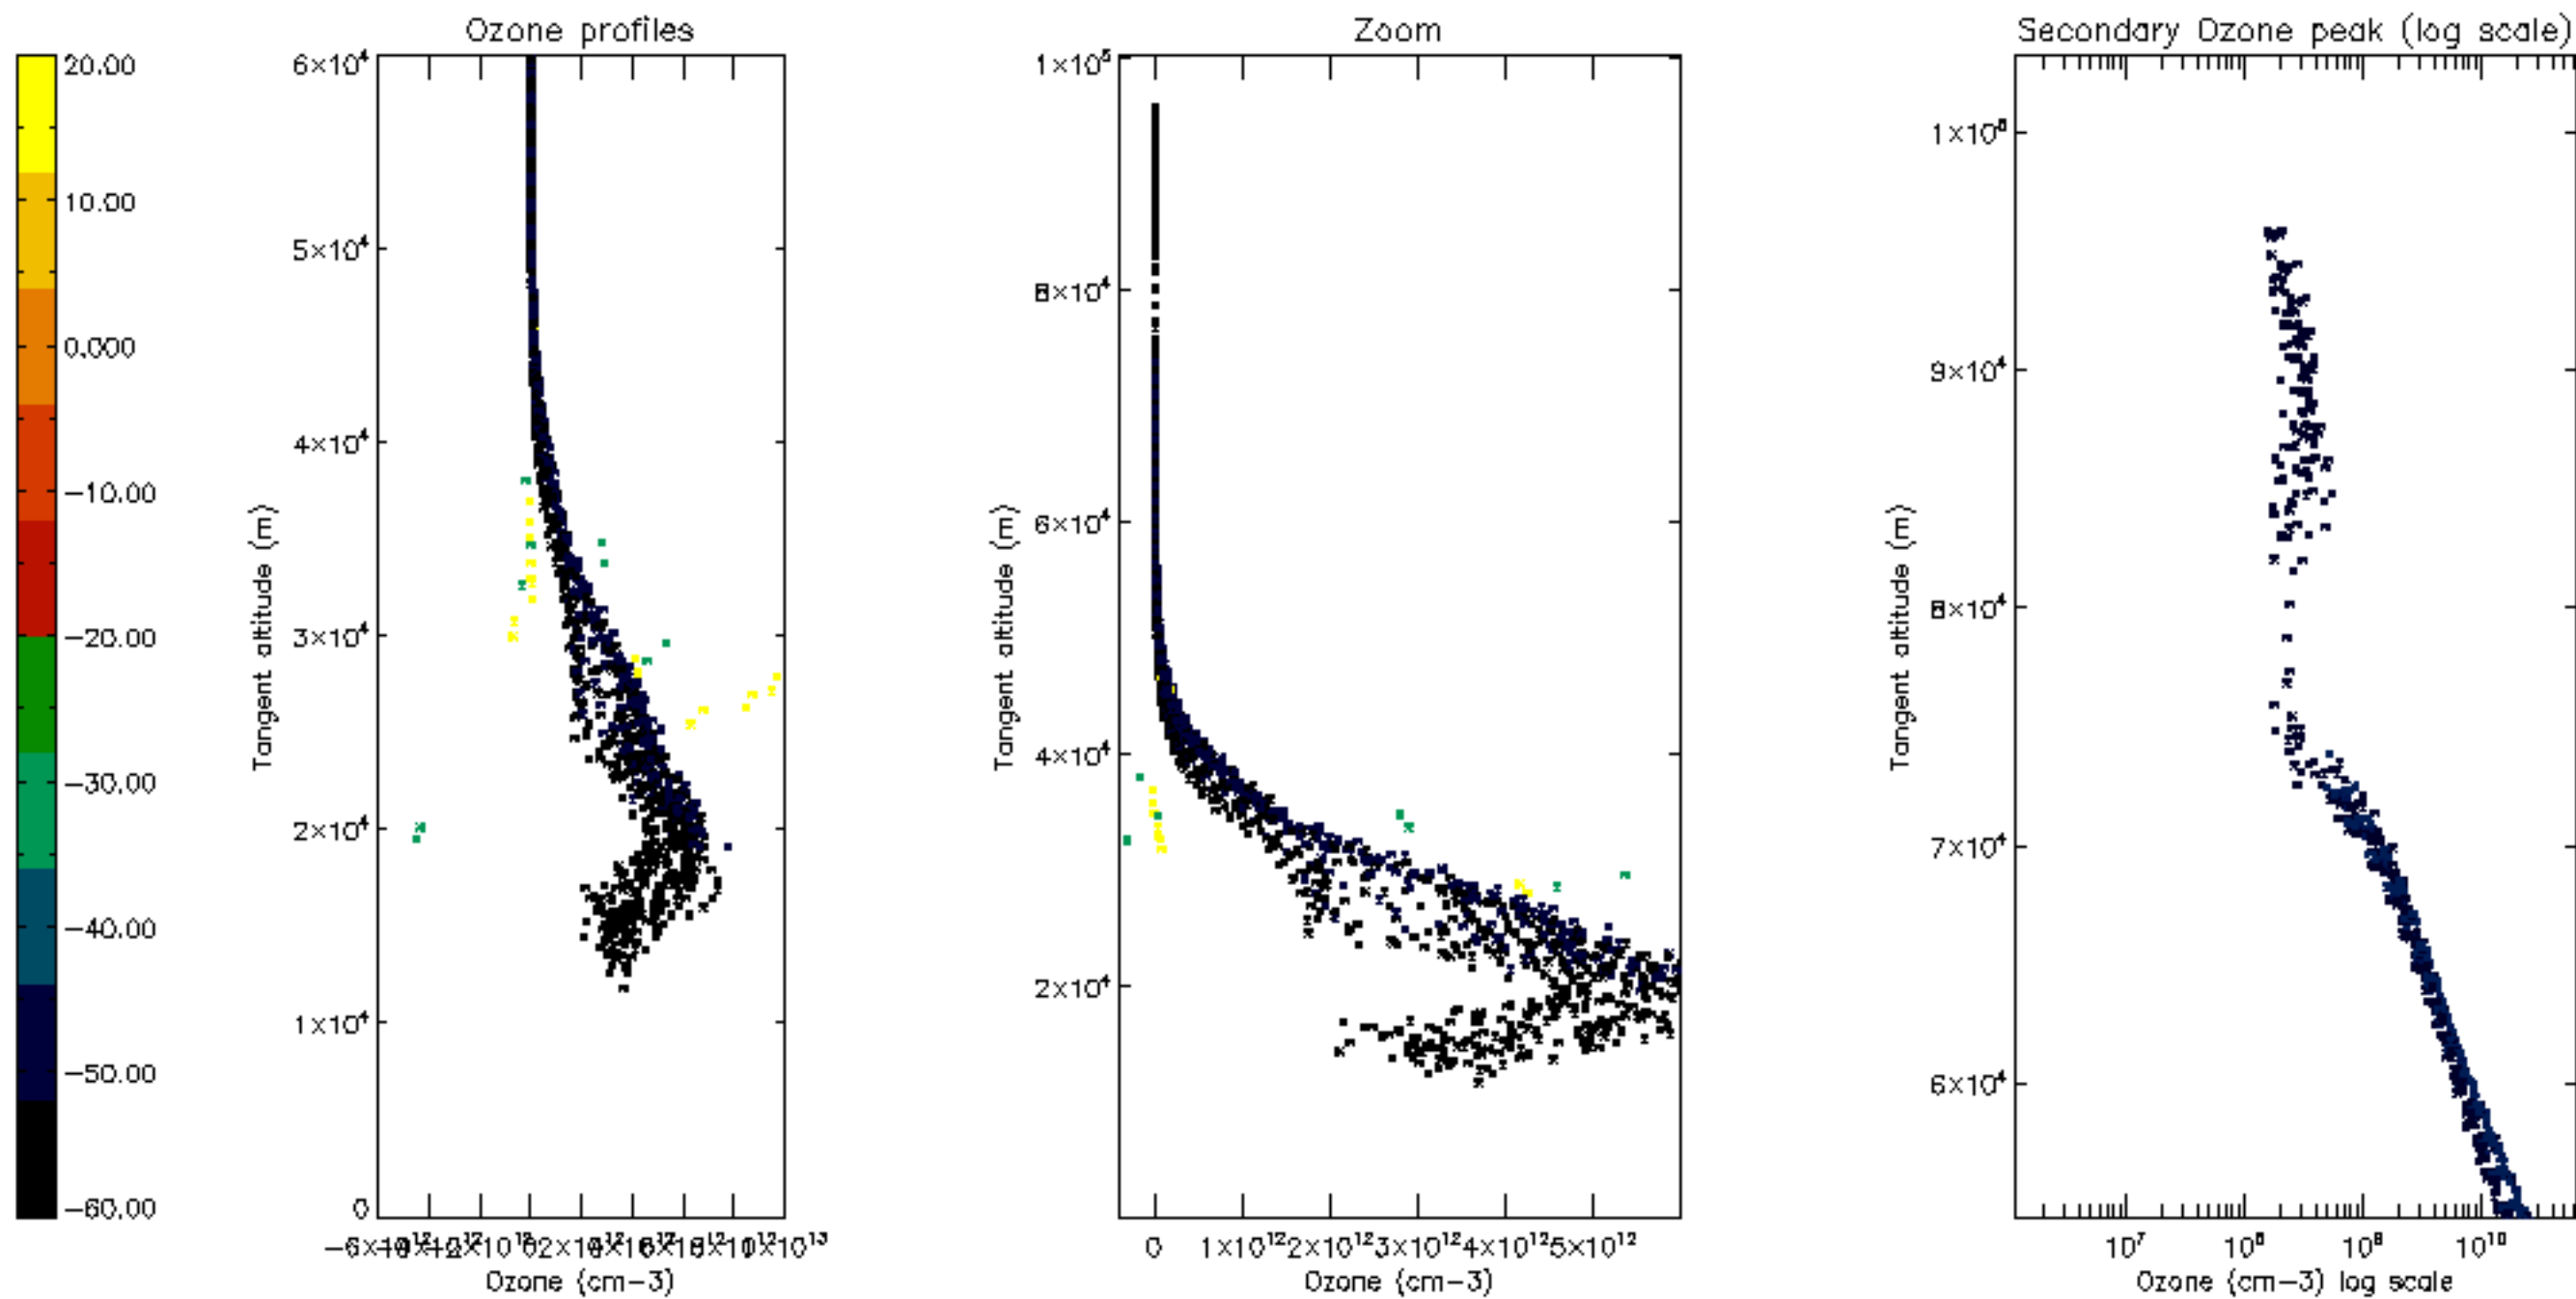 Ozone profiles
Zoom
Secondary Ozone peak (log scale)
20.00
10.00
0.000
-10.00
-20.00
-30.00
-40.00
-50.00
-60.00
Tangent altitude (m)
6×10⁴
5×10⁴
4×10⁴
3×10⁴
2×10⁴
1×10⁴
0
Ozone (cm-3)
Tangent altitude (m)
1×10⁵
8×10⁴
6×10⁴
4×10⁴
2×10⁴
0 1×10¹² 2×10¹² 3×10¹² 4×10¹² 5×10¹²
Ozone (cm-3)
Tangent altitude (m)
9×10⁴
8×10⁴
7×10⁴
6×10⁴
10⁷ 10⁸ 10⁹ 10¹⁰
Ozone (cm-3) log scale